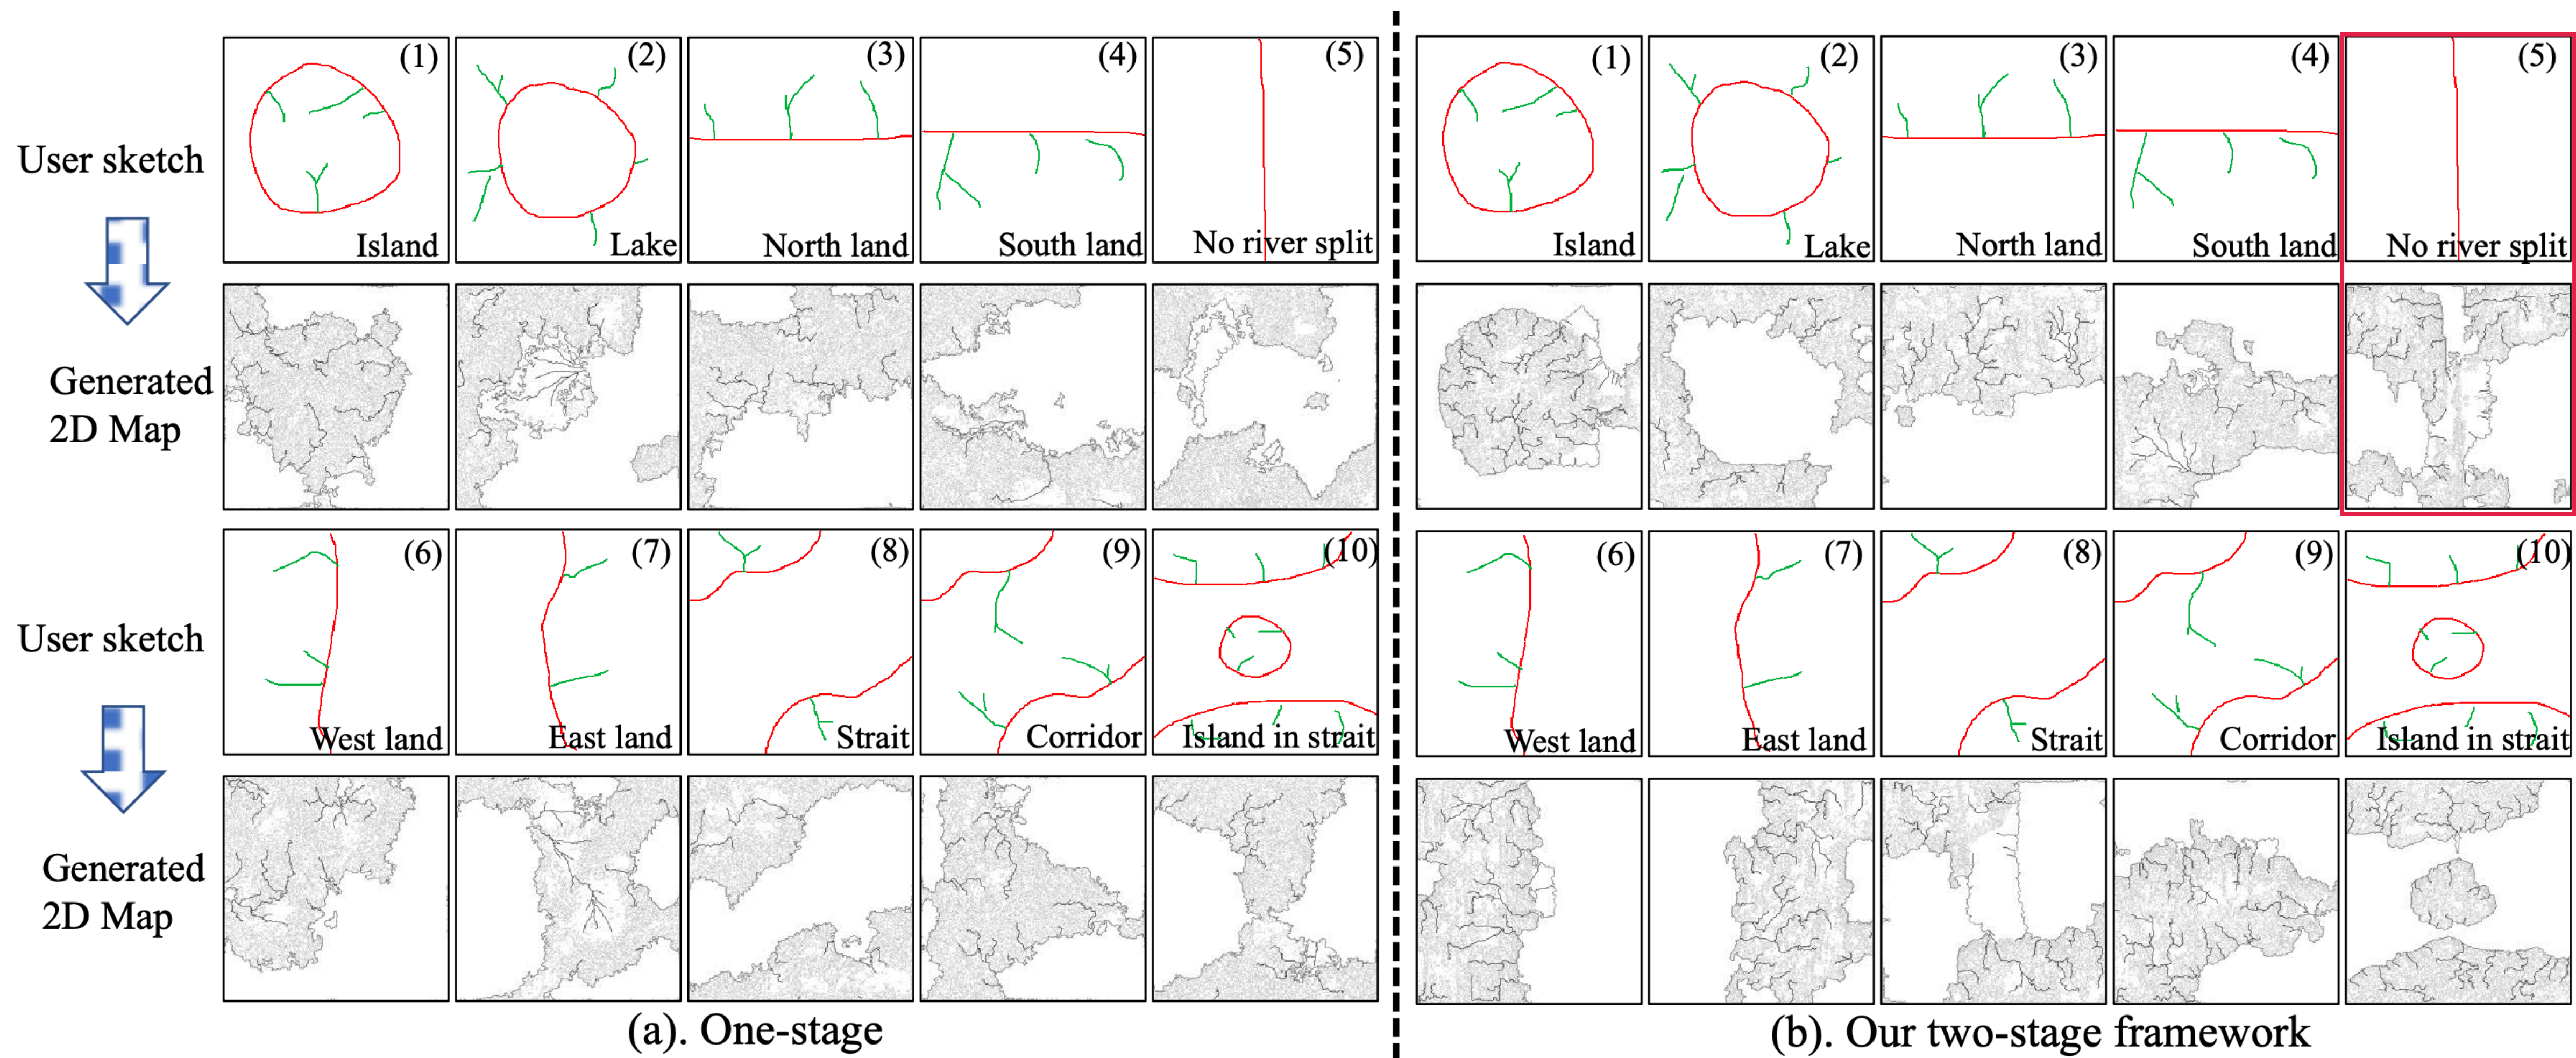 User sketch
(1)
Island
(2)
Lake
(3)
North land
(4)
South land
(5)
No river split
(1)
Island
(2)
Lake
(3)
North land
(4)
South land
(5)
No river split
Generated
2D Map
User sketch
(6)
West land
(7)
East land
(8)
Strait
(9)
Corridor
(10)
Island in strait
(6)
West land
(7)
East land
(8)
Strait
(9)
Corridor
(10)
Island in strait
Generated
2D Map
(a). One-stage
(b). Our two-stage framework